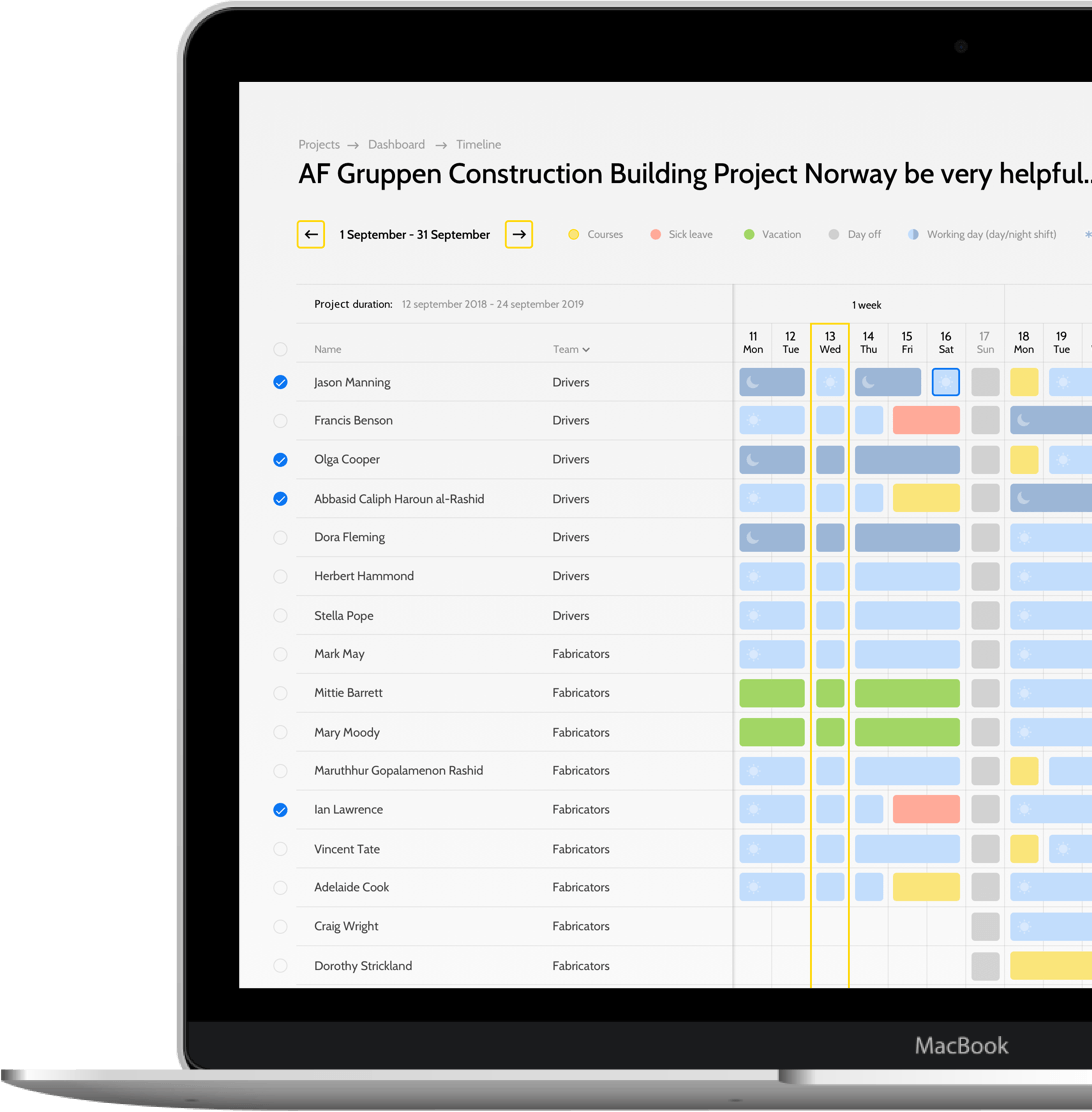 Projects → Dashboard → Timeline
AF Gruppen Construction Building Project Norway be very helpful..
← 1 September - 31 September → Courses Sick leave Vacation Day off Working day (day/night shift)
Project duration: 12 september 2018 - 24 september 2019 1 week
11 12 13 14 15 16 17 18 19
Name Team Mon Tue Wed Thu Fri Sat Sun Mon Tue
Jason Manning Drivers
Francis Benson Drivers
Olga Cooper Drivers
Abbasid Caliph Haroun al-Rashid Drivers
Dora Fleming Drivers
Herbert Hammond Drivers
Stella Pope Drivers
Mark May Fabricators
Mittie Barrett Fabricators
Mary Moody Fabricators
Maruthhur Gopalamenon Rashid Fabricators
Ian Lawrence Fabricators
Vincent Tate Fabricators
Adelaide Cook Fabricators
Craig Wright Fabricators
Dorothy Strickland Fabricators
MacBook